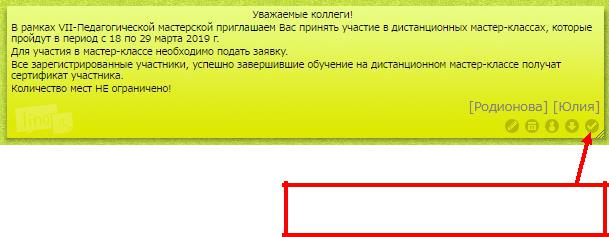 Уважаемые коллеги!
В рамках VII-Педагогической мастерской приглашаем Вас принять участие в дистанционных мастер-классах, которые
пройдут в период с 18 по 29 марта 2019 г.
Для участия в мастер-классе необходимо подать заявку.
Все зарегистрированные участники, успешно завершившие обучение на дистанционном мастер-классе получат
сертификат участника.
Количество мест НЕ ограничено!
[Родионова] [Юлия]
lino it